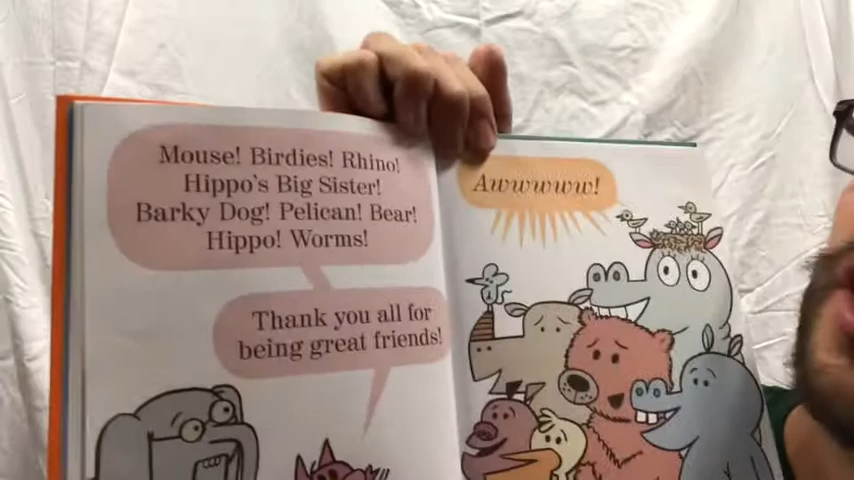 Mouse! Birdies! Rhino!
Hippo's Big Sister!
Barky Dog! Pelican! Bear!
Hippo! Worms!
Thank you all for
being great friends!
Awwwwww!